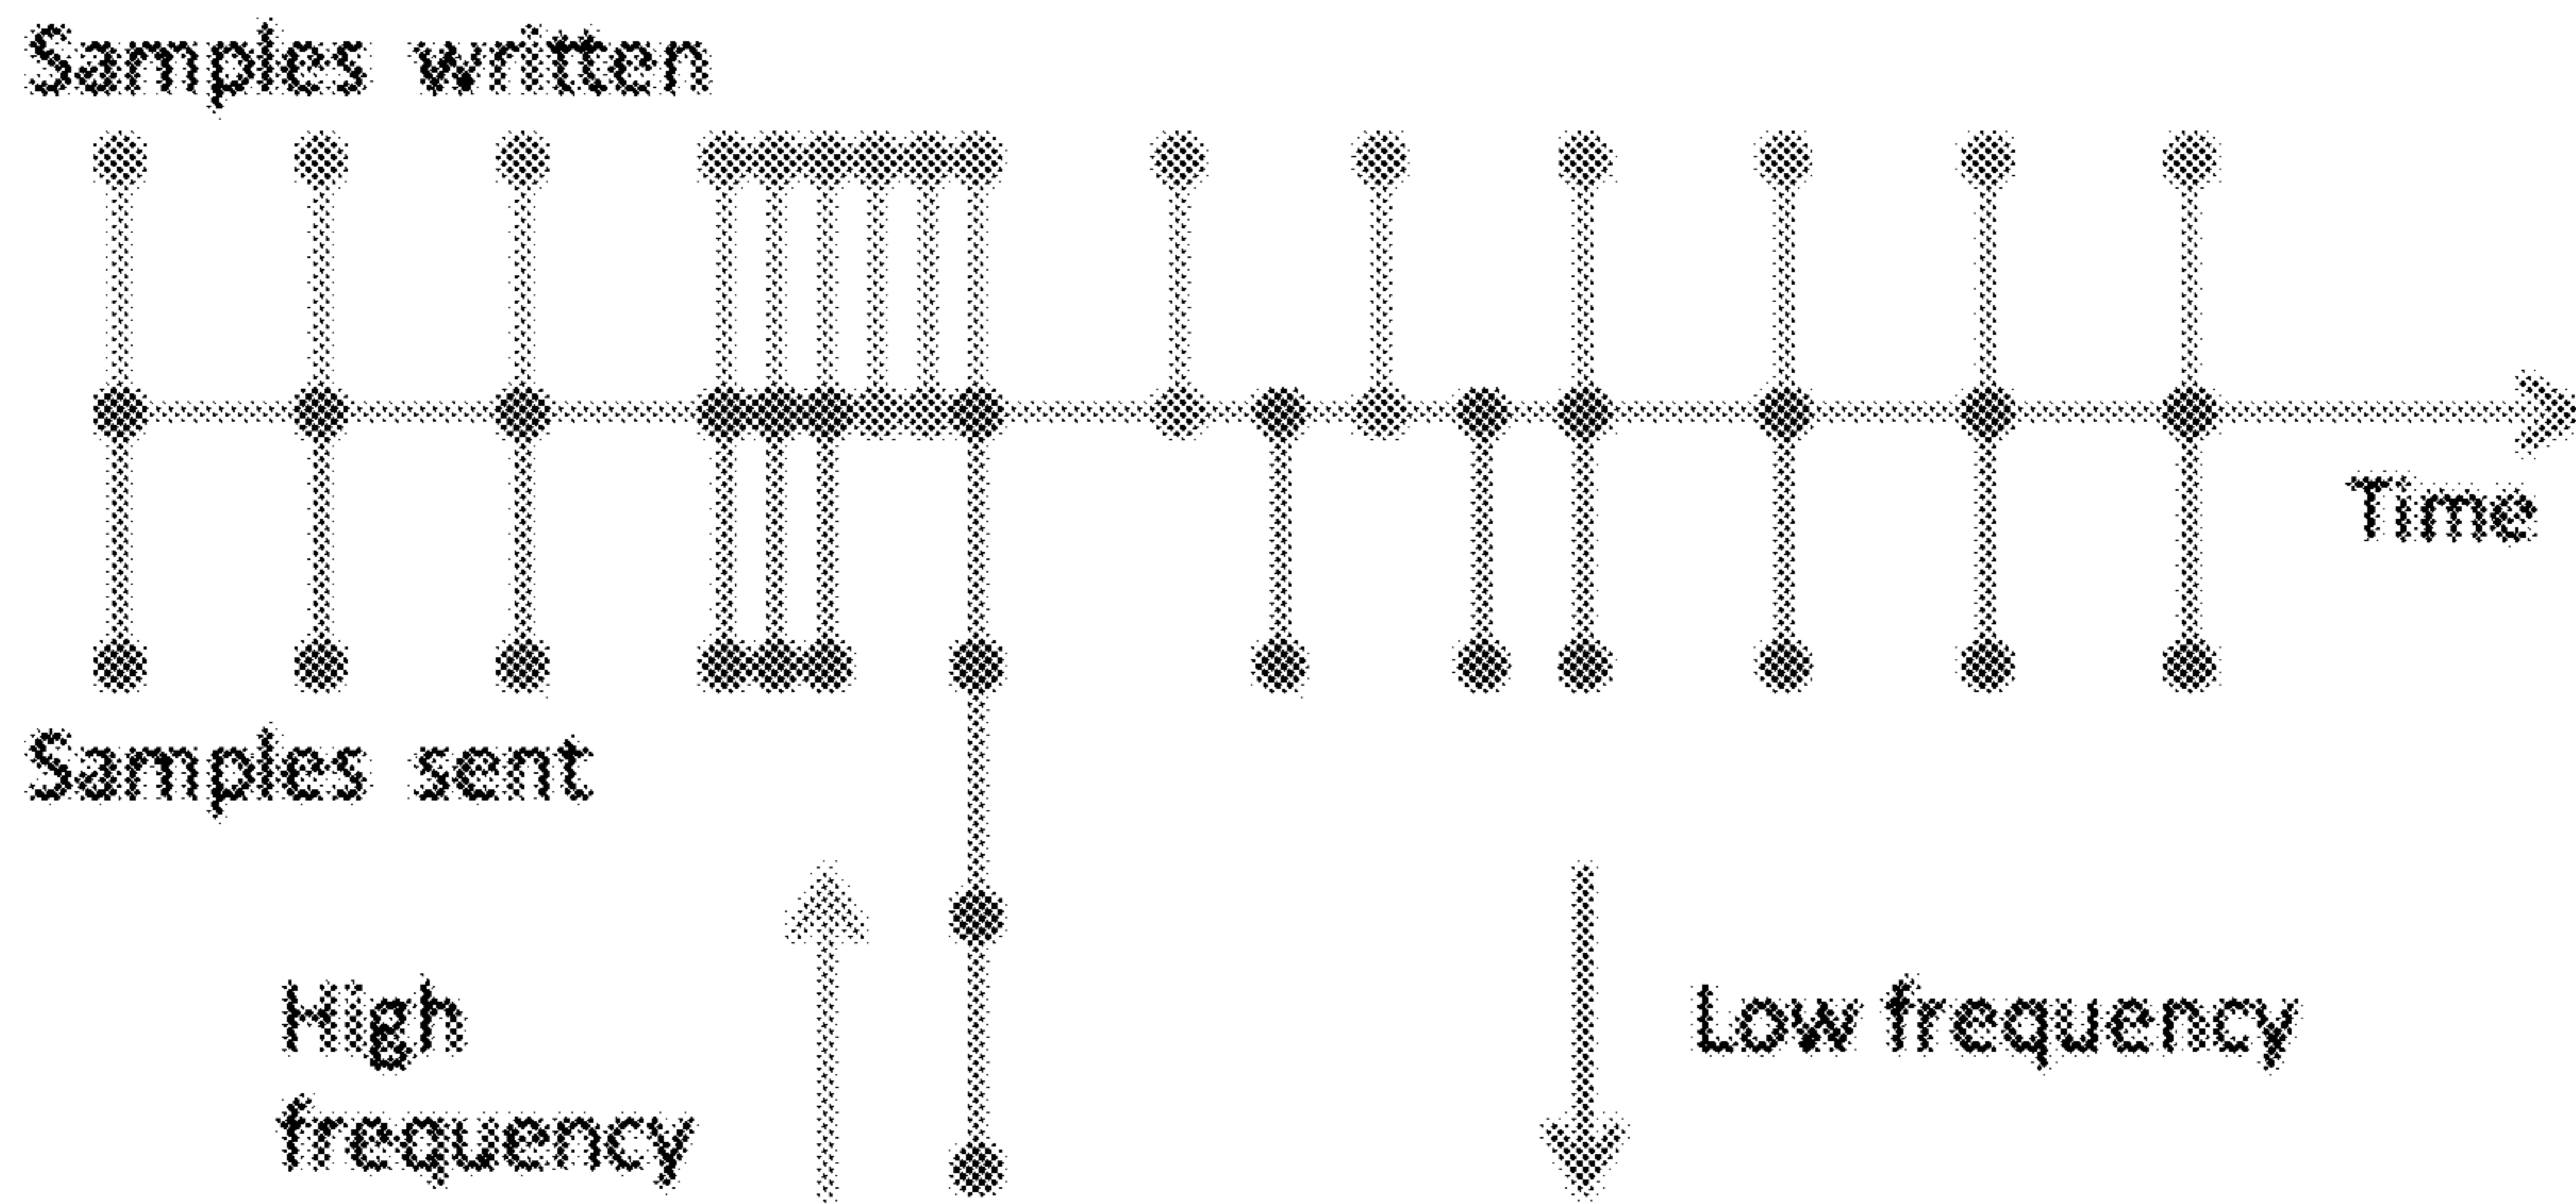 Samples written
Time
Samples sent
High
frequency
Low frequency